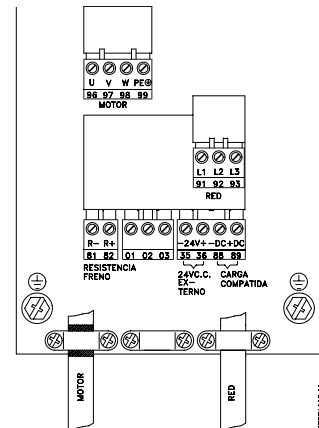 U V W PE
96 97 98 99
MOTOR
L1 L2 L3
91 92 93
RED
R- R+
81 82
01 02 03
-24V+ -DC+DC
35 36 88 89
RESISTENCIA
FRENO
24VC.C.
EX-
TERNO
CARGA
COMPATIDA
MOTOR
RED